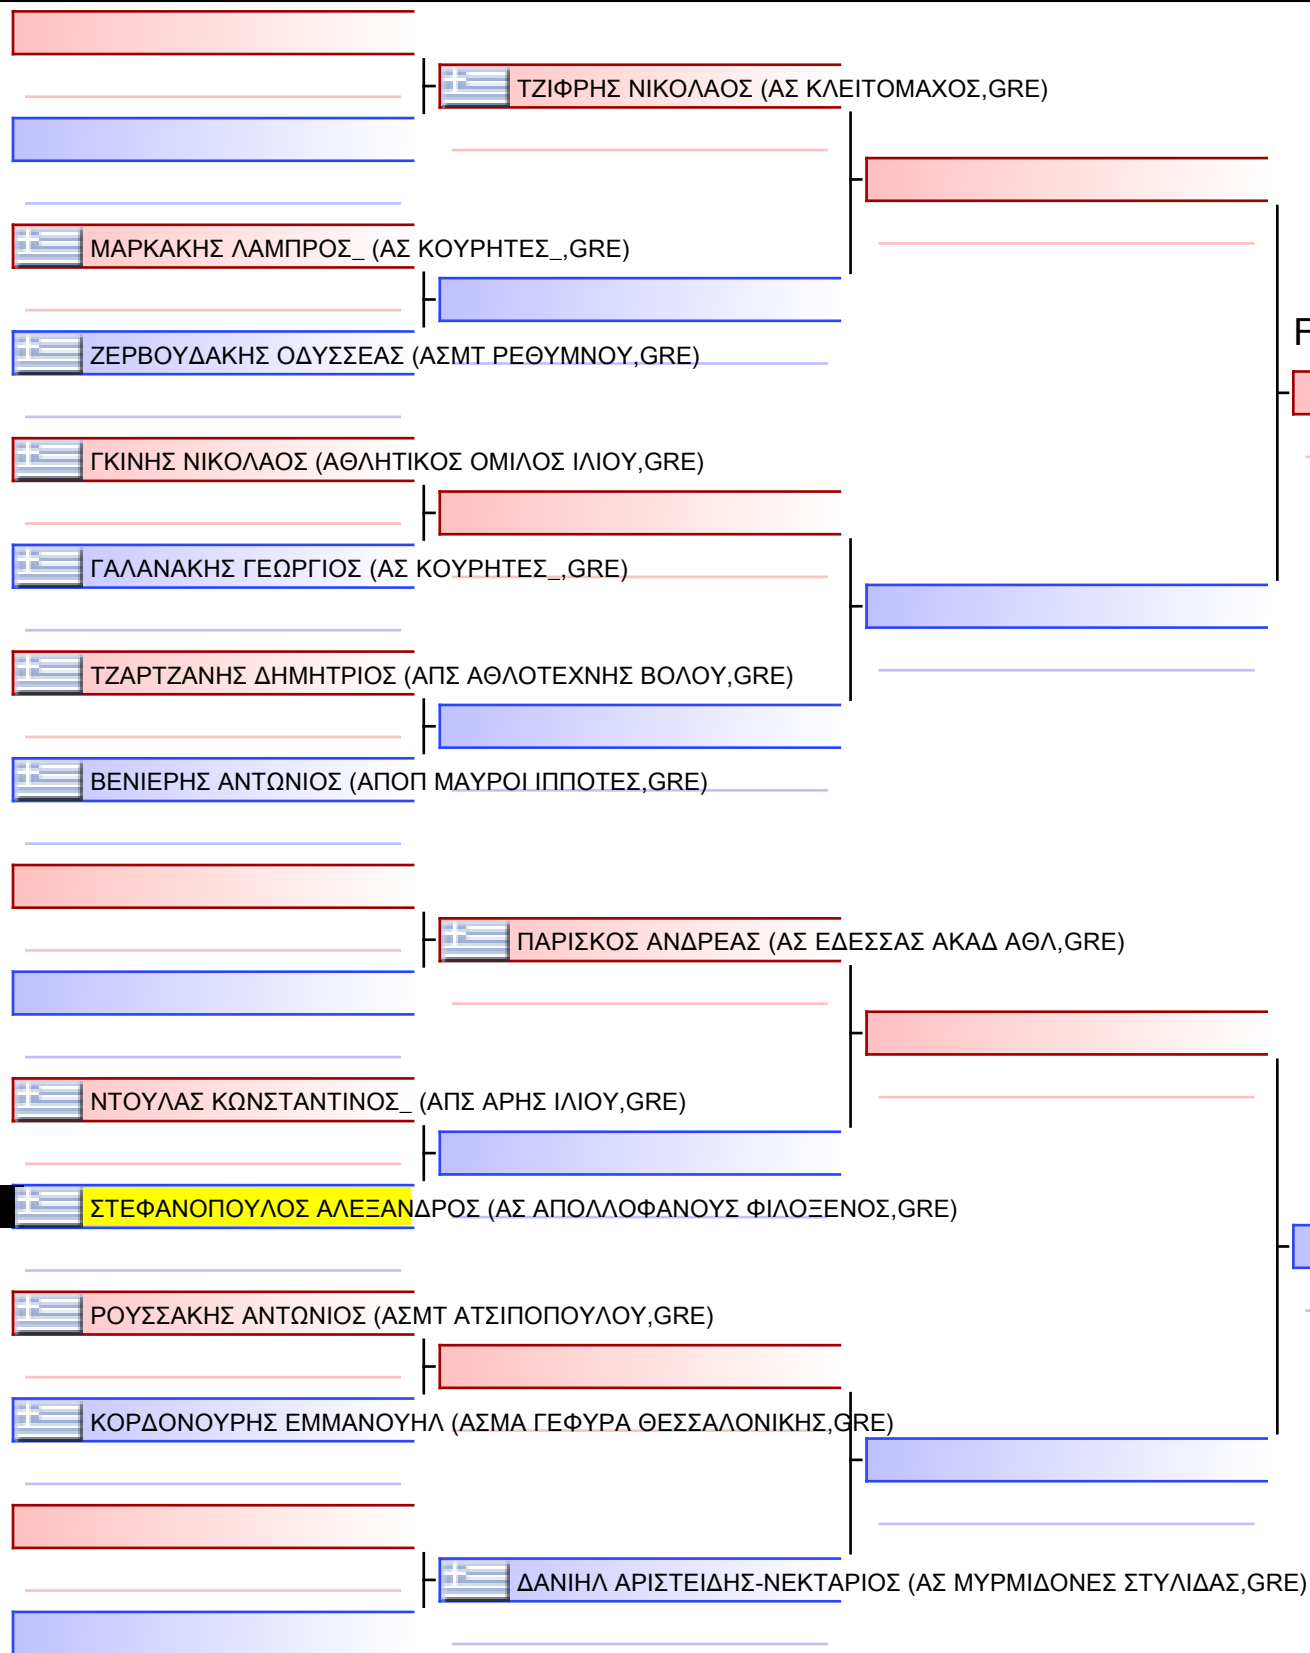 ΤΖΙΦΡΗΣ ΝΙΚΟΛΑΟΣ (ΑΣ ΚΛΕΙΤΟΜΑΧΟΣ,GRE)
ΜΑΡΚΑΚΗΣ ΛΑΜΠΡΟΣ_ (ΑΣ ΚΟΥΡΗΤΕΣ_,GRE)
F
ΖΕΡΒΟΥΔΑΚΗΣ ΟΔΥΣΣΕΑΣ (ΑΣΜΤ ΡΕΘΥΜΝΟΥ,GRE)
ΓΚΙΝΗΣ ΝΙΚΟΛΑΟΣ (ΑΘΛΗΤΙΚΟΣ ΟΜΙΛΟΣ ΙΛΙΟΥ,GRE)
ΓΑΛΑΝΑΚΗΣ ΓΕΩΡΓΙΟΣ (ΑΣ ΚΟΥΡΗΤΕΣ_,GRE)
ΤΖΑΡΤΖΑΝΗΣ ΔΗΜΗΤΡΙΟΣ (ΑΠΣ ΑΘΛΟΤΕΧΝΗΣ ΒΟΛΟΥ,GRE)
ΒΕΝΙΕΡΗΣ ΑΝΤΩΝΙΟΣ (ΑΠΟΠ ΜΑΥΡΟΙ ΙΠΠΟΤΕΣ,GRE)
ΠΑΡΙΣΚΟΣ ΑΝΔΡΕΑΣ (ΑΣ ΕΔΕΣΣΑΣ ΑΚΑΔ ΑΘΛ,GRE)
ΝΤΟΥΛΑΣ ΚΩΝΣΤΑΝΤΙΝΟΣ_ (ΑΠΣ ΑΡΗΣ ΙΛΙΟΥ,GRE)
ΣΤΕΦΑΝΟΠΟΥΛΟΣ ΑΛΕΞΑΝΔΡΟΣ (ΑΣ ΑΠΟΛΛΟΦΑΝΟΥΣ ΦΙΛΟΞΕΝΟΣ,GRE)
ΡΟΥΣΣΑΚΗΣ ΑΝΤΩΝΙΟΣ (ΑΣΜΤ ΑΤΣΙΠΟΠΟΥΛΟΥ,GRE)
ΚΟΡΔΟΝΟΥΡΗΣ ΕΜΜΑΝΟΥΗΛ (ΑΣΜΑ ΓΕΦΥΡΑ ΘΕΣΣΑΛΟΝΙΚΗΣ,GRE)
ΔΑΝΙΗΛ ΑΡΙΣΤΕΙΔΗΣ-ΝΕΚΤΑΡΙΟΣ (ΑΣ ΜΥΡΜΙΔΟΝΕΣ ΣΤΥΛΙΔΑΣ,GRE)